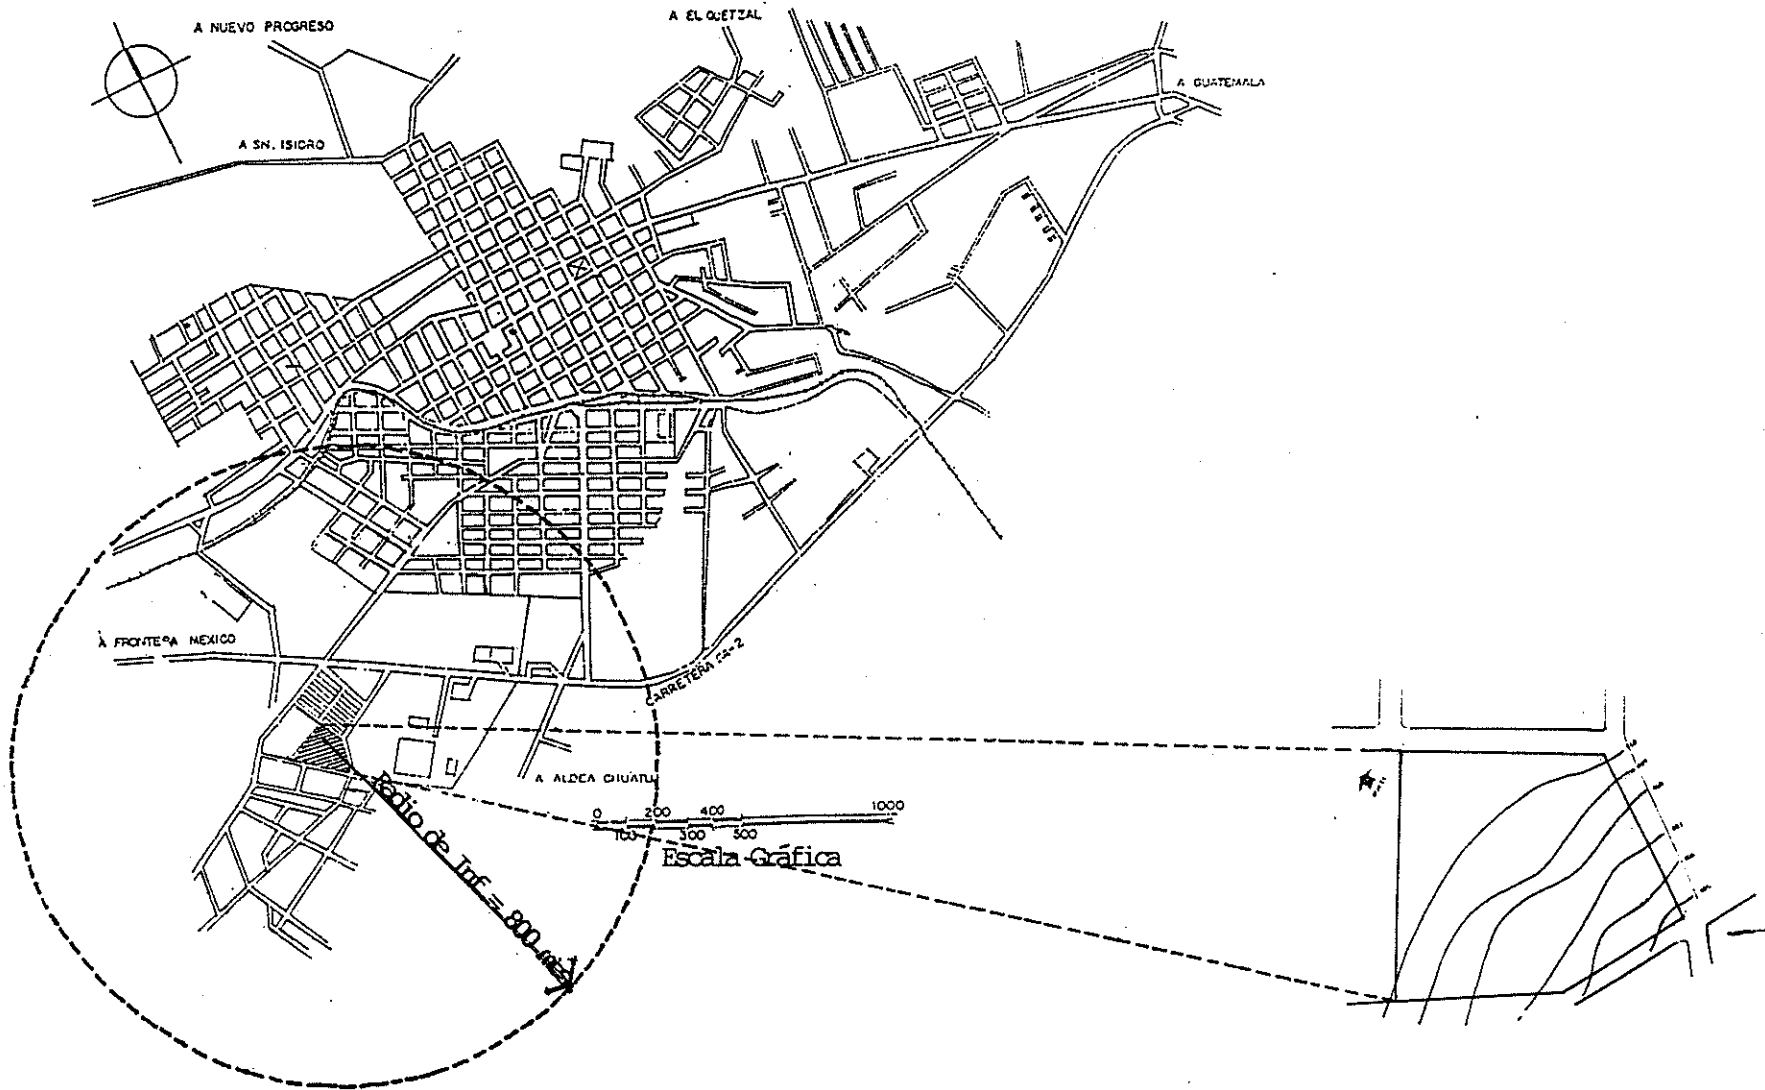 A NUEVO PROGRESO
A EL QUETZAL
A GUATEMALA
A SN. ISIDRO
A FRONTERA MEXICO
CARRETERA CA-2
A ALDEA CHUATU
Radio de Inf. = 800 mts
0 200 400 1000
100 300 500
Escala Gráfica